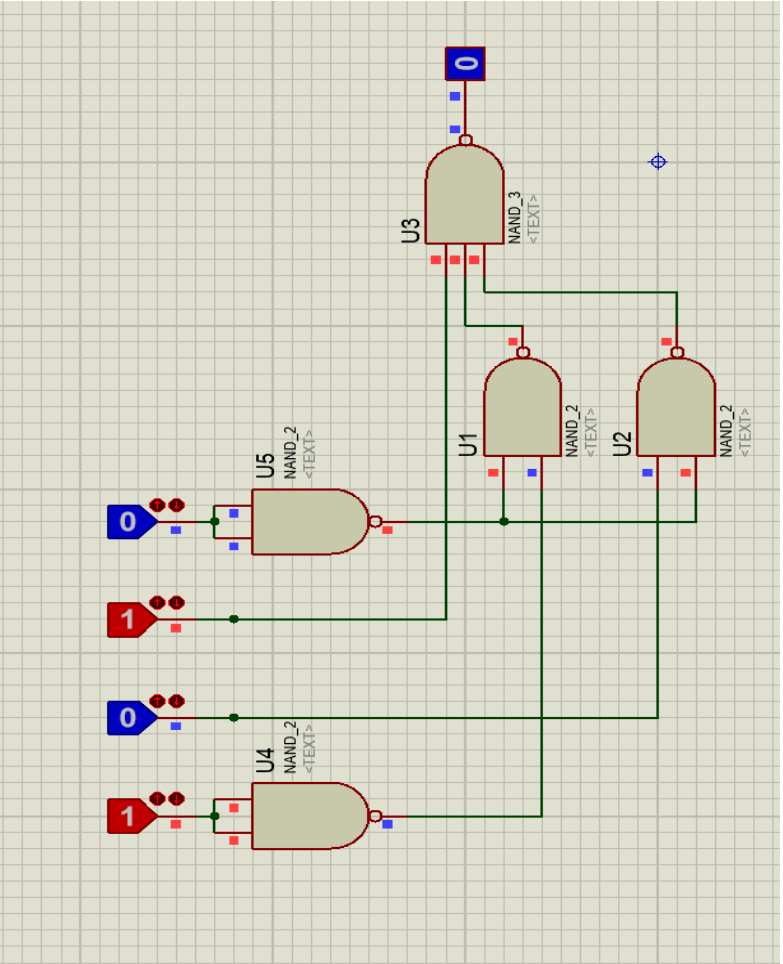 0
U3
NAND_3
<TEXT>
U1
NAND_2
<TEXT>
U2
NAND_2
<TEXT>
U5
NAND_2
<TEXT>
0
1
0
U4
NAND_2
<TEXT>
1